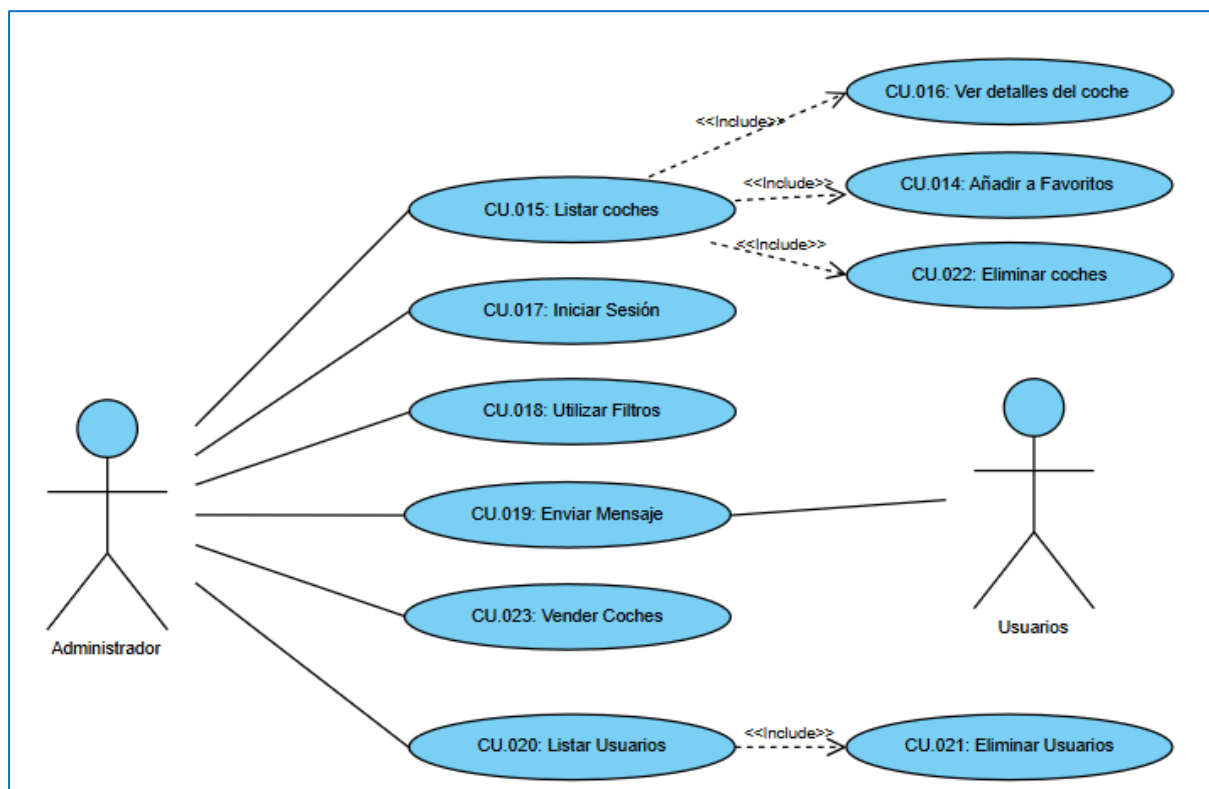 CU.016: Ver detalles del coche
<<Include>>
CU.015: Listar coches
<<Include>>
CU.014: Añadir a Favoritos
<<Include>>
CU.022: Eliminar coches
CU.017: Iniciar Sesión
CU.018: Utilizar Filtros
CU.019: Enviar Mensaje
CU.023: Vender Coches
Administrador
Usuarios
CU.020: Listar Usuarios
<<Include>>
CU.021: Eliminar Usuarios